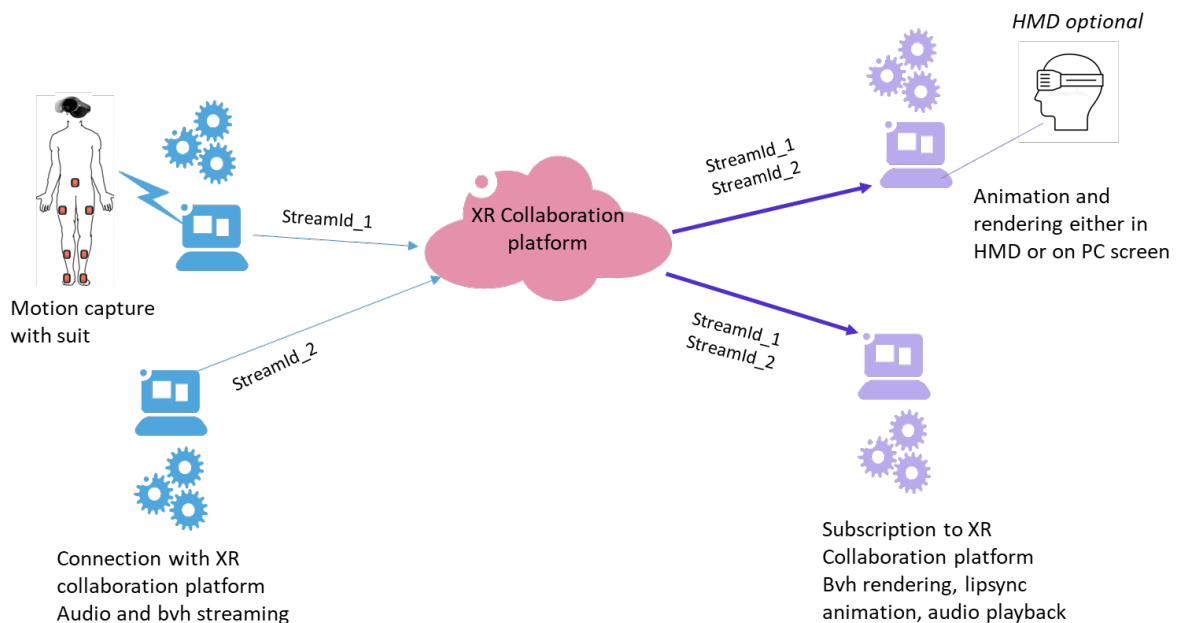 HMD optional
StreamId_1
StreamId_2
StreamId_1
XR Collaboration
platform
Animation and
rendering either in
HMD or on PC screen
Motion capture
with suit
StreamId_2
StreamId_1
StreamId_2
Connection with XR
collaboration platform
Audio and bvh streaming
Subscription to XR
Collaboration platform
Bvh rendering, lipsync
animation, audio playback